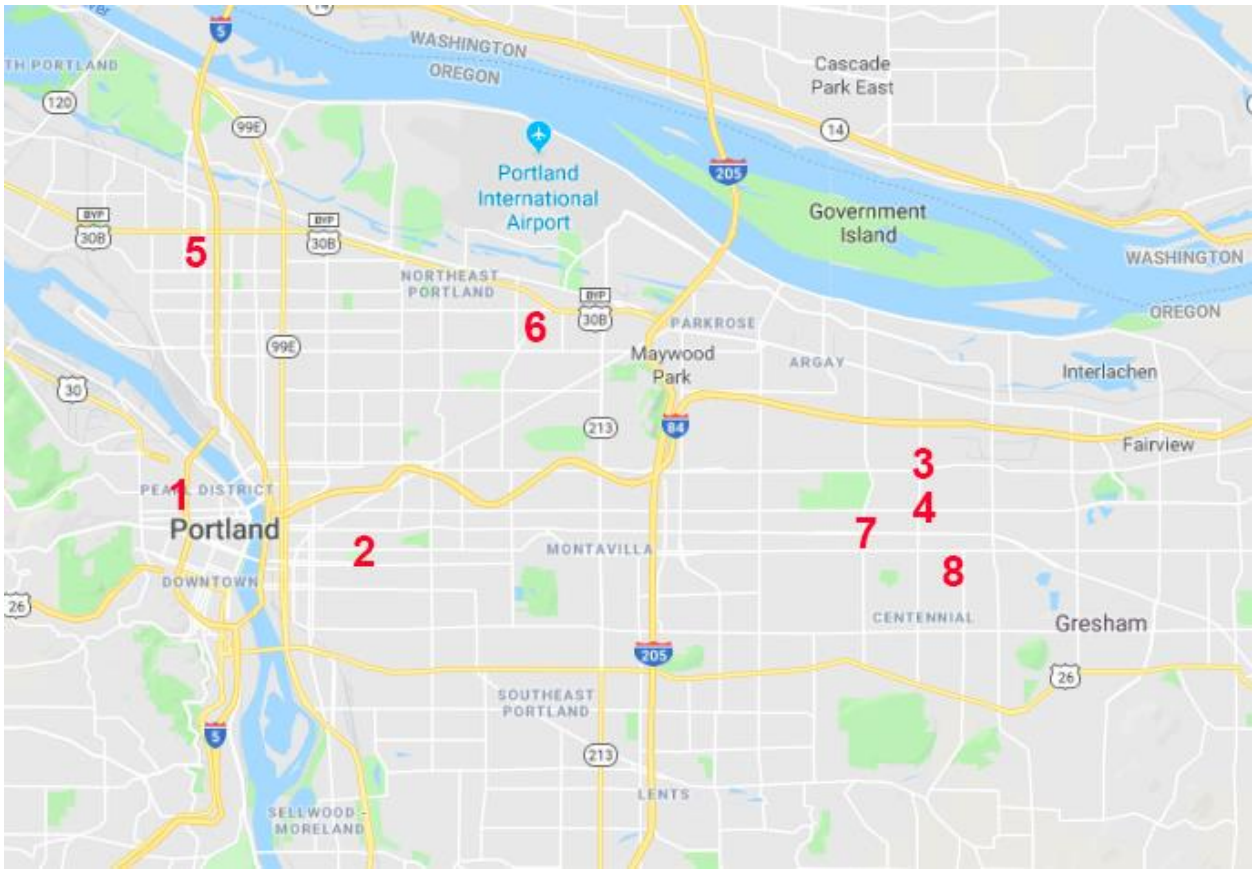 14
5
ver
WASHINGTON
OREGON
Cascade
Park East
TH PORTLAND
120
99E
14
Portland
International
Airport
205
Government
Island
BYP
30B
5
BYP
30B
WASHINGTON
OREGON
NORTHEAST
PORTLAND
6
BYP
30B
PARKROSE
99E
Maywood
Park
ARGAY
Interlachen
30
213
84
Fairview
3
1
PEARL DISTRICT
4
Portland
7
2
MONTAVILLA
8
DOWNTOWN
26
CENTENNIAL
Gresham
205
26
SOUTHEAST
PORTLAND
5
213
LENTS
SELLWOOD -
MORELAND